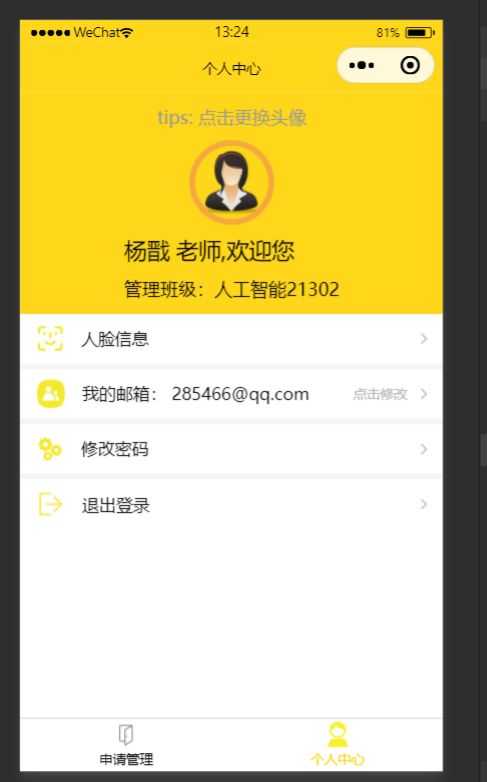 WeChat 13:24 81%
个人中心
tips: 点击更换头像
杨戬 老师,欢迎您
管理班级：人工智能21302
人脸信息
我的邮箱： 285466@qq.com 点击修改
修改密码
退出登录
申请管理 个人中心